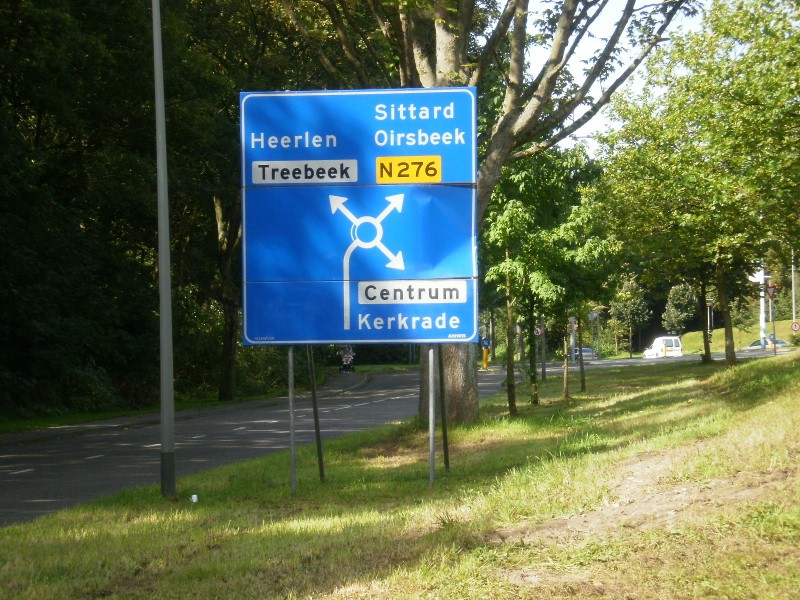 Sittard
Heerlen Oirsbeek
Treebeek N276
Centrum
Kerkrade